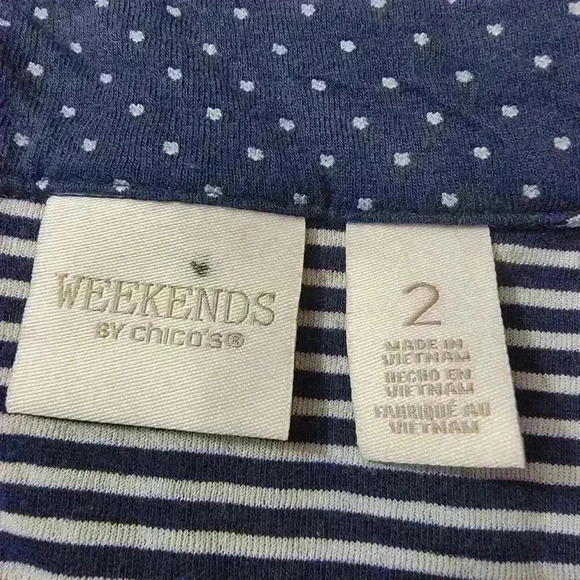 WEEKENDS
BY chico's®
2
MADE IN
VIETNAM
HECHO EN
VIETNAM
FABRIQUÉ AU
VIETNAM